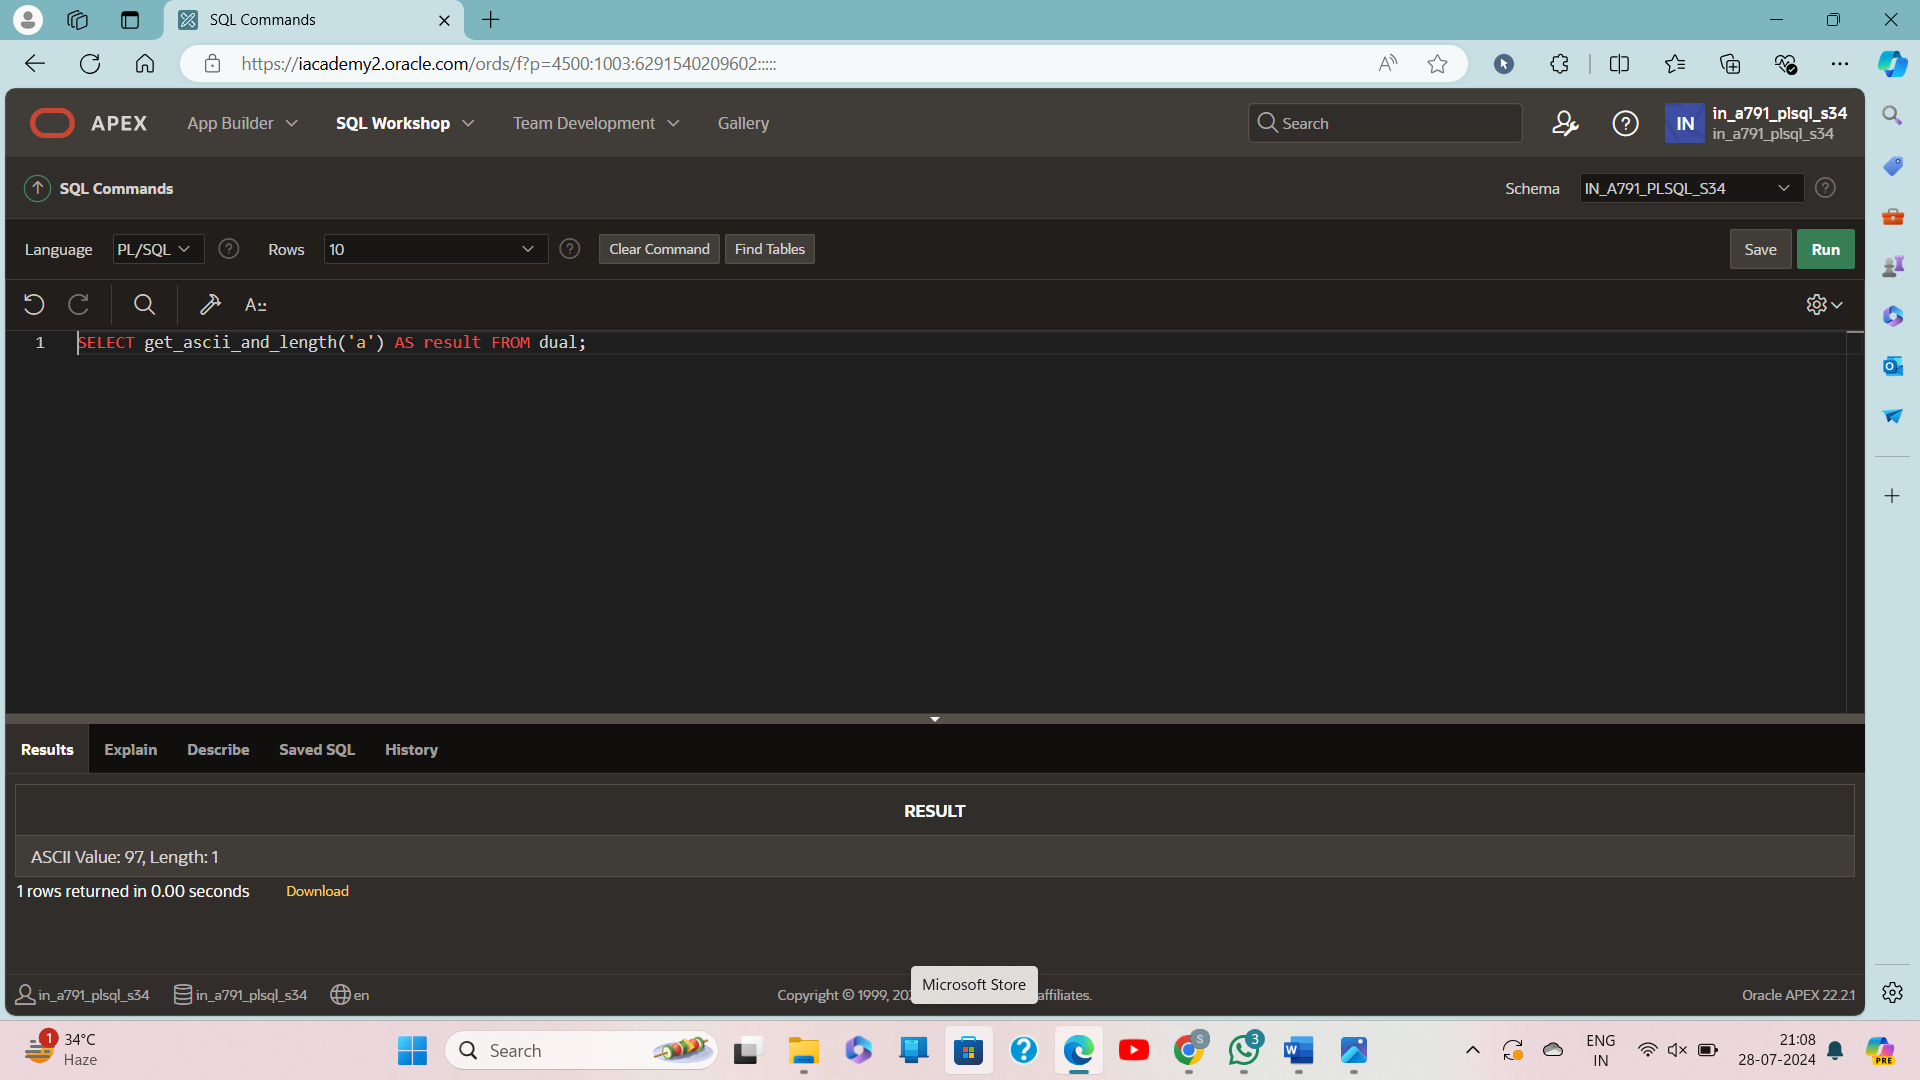 SQL Commands
https://iacademy2.oracle.com/ords/f?p=4500:1003:6291540209602:::::
APEX App Builder SQL Workshop Team Development Gallery Search IN in_a791_plsql_s34
in_a791_plsql_s34
SQL Commands Schema IN_A791_PLSQL_S34
Language PL/SQL Rows 10 Clear Command Find Tables Save Run
A::
1 SELECT get_ascii_and_length('a') AS result FROM dual;
Results Explain Describe Saved SQL History
RESULT
ASCII Value: 97, Length: 1
1 rows returned in 0.00 seconds Download
Microsoft Store
in_a791_plsql_s34 in_a791_plsql_s34 en Copyright © 1999, affiliates. Oracle APEX 22.2.1
1 34°C
Haze
Search
S 3
ENG
IN
21:08
28-07-2024
PRE